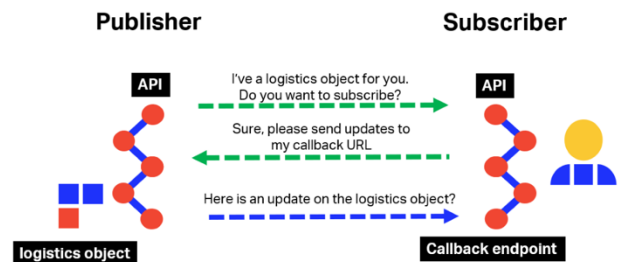 Publisher
Subscriber
API
API
I've a logistics object for you.
Do you want to subscribe?
Sure, please send updates to
my callback URL
Here is an update on the logistics object?
logistics object
Callback endpoint